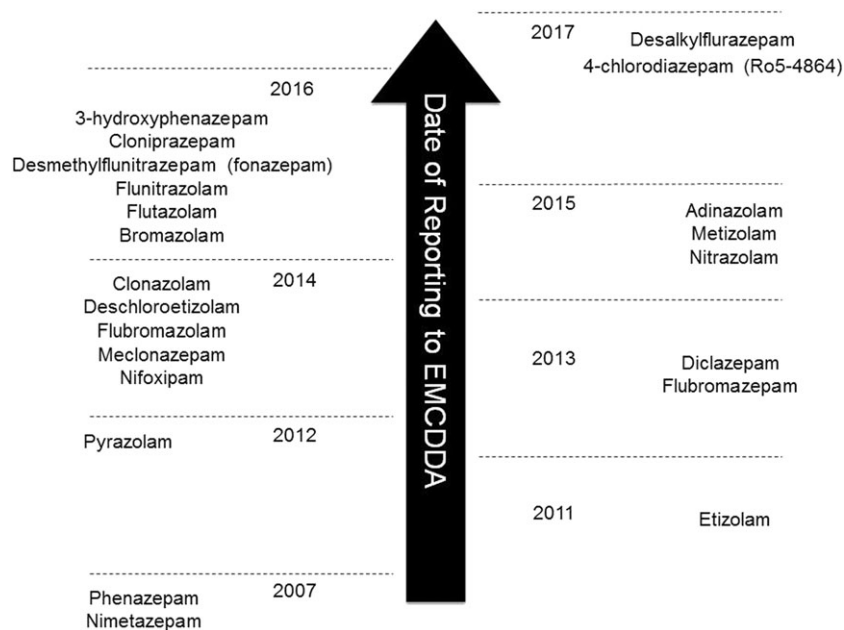 2017
Desalkylflurazepam
4-chlorodiazepam (Ro5-4864)
2016
3-hydroxyphenazepam
Cloniprazepam
Desmethylflunitrazepam (fonazepam)
Flunitrazolam
Flutazolam
Bromazolam
2015
Adinazolam
Metizolam
Nitrazolam
2014
Clonazolam
Deschloroetizolam
Flubromazolam
Meclonazepam
Nifoxipam
2013
Diclazepam
Flubromazepam
2012
Pyrazolam
2011
Etizolam
2007
Phenazepam
Nimetazepam
Date of Reporting to EMCDDA